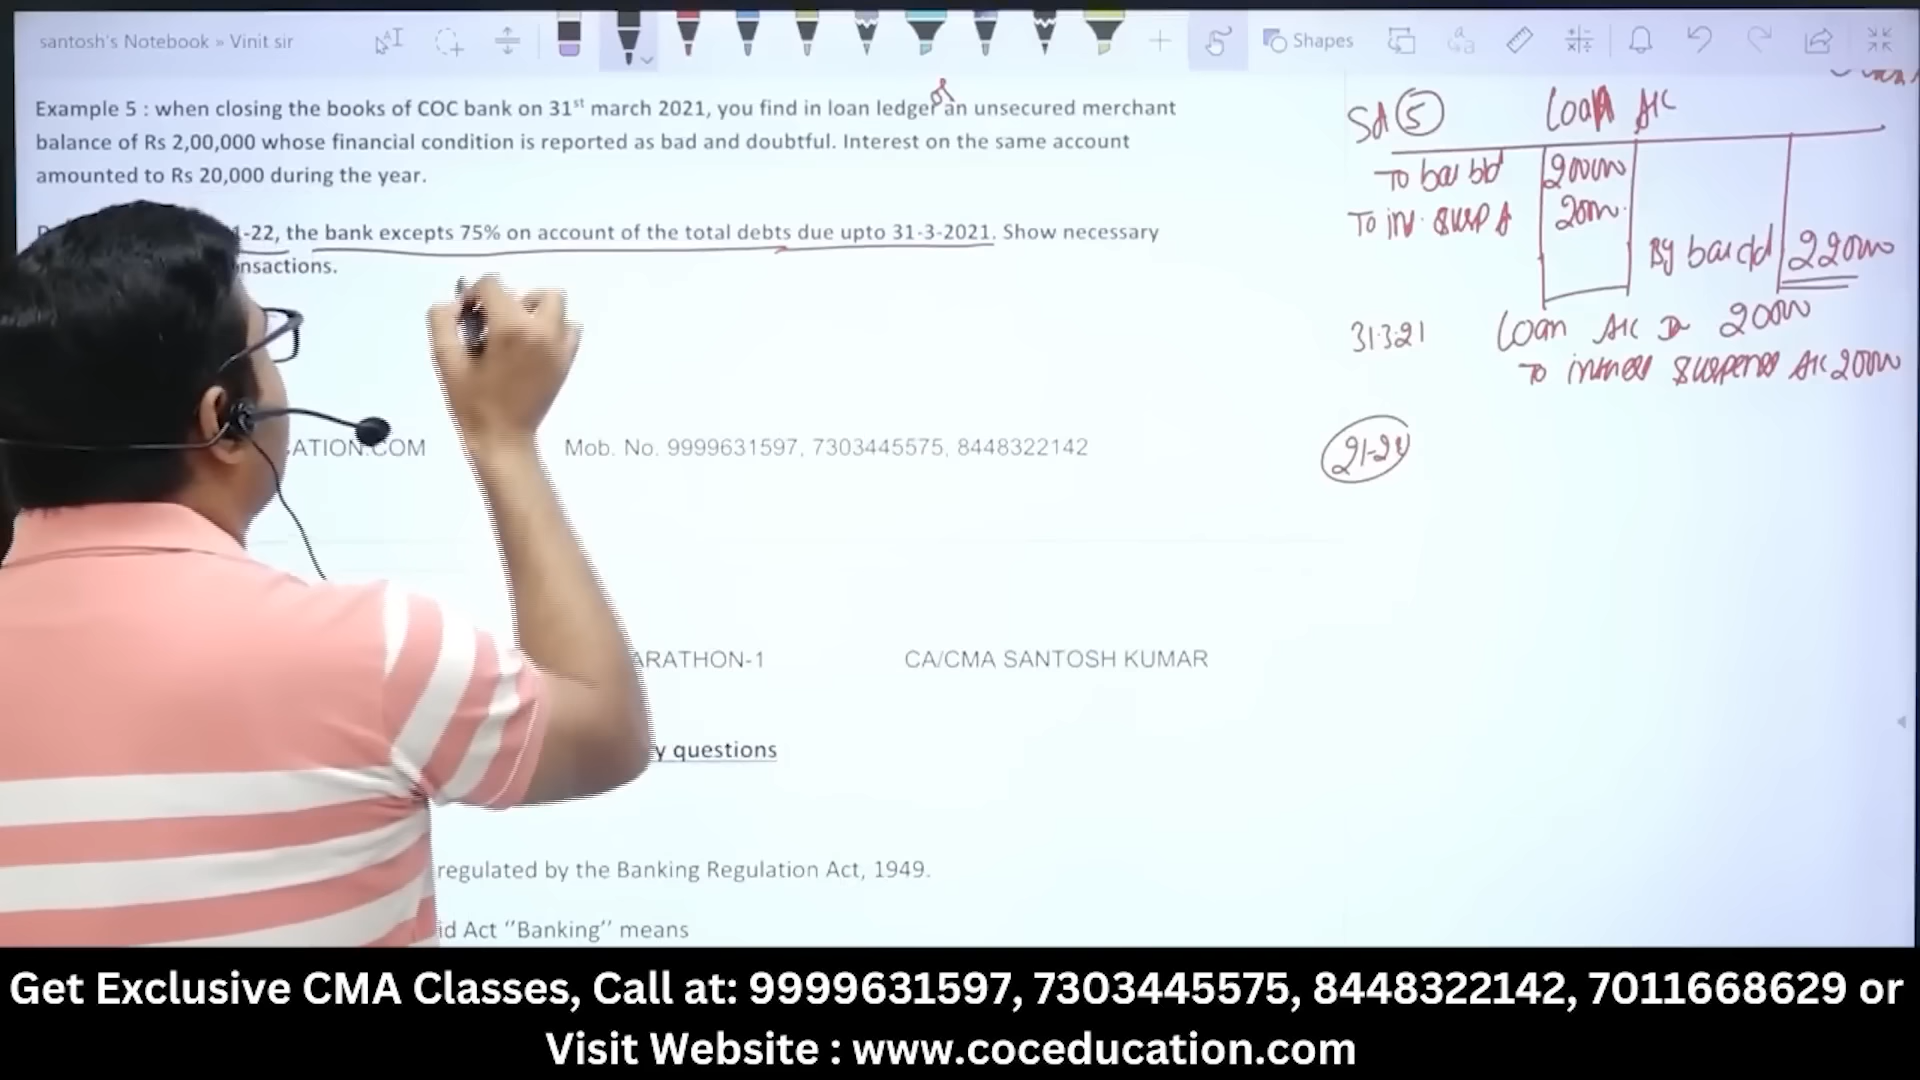 santosh's Notebook » Vinit sir
Shapes
Example 5 : when closing the books of COC bank on 31st march 2021, you find in loan ledger of an unsecured merchant
balance of Rs 2,00,000 whose financial condition is reported as bad and doubtful. Interest on the same account
amounted to Rs 20,000 during the year.
-22, the bank excepts 75% on account of the total debts due upto 31-3-2021. Show necessary
nsactions.
ATION.COM Mob. No. 9999631597, 7303445575, 8448322142
ARATHON-1 CA/CMA SANTOSH KUMAR
y questions
regulated by the Banking Regulation Act, 1949.
id Act “Banking” means
5 Loan A/c
To bal b/d 200000
To int. susp A 20000
By bal c/d 220000
31.3.21 Loan A/c Dr 20000
To interest suspense A/c 20000
Get Exclusive CMA Classes, Call at: 9999631597, 7303445575, 8448322142, 7011668629 or
Visit Website : www.coceducation.com